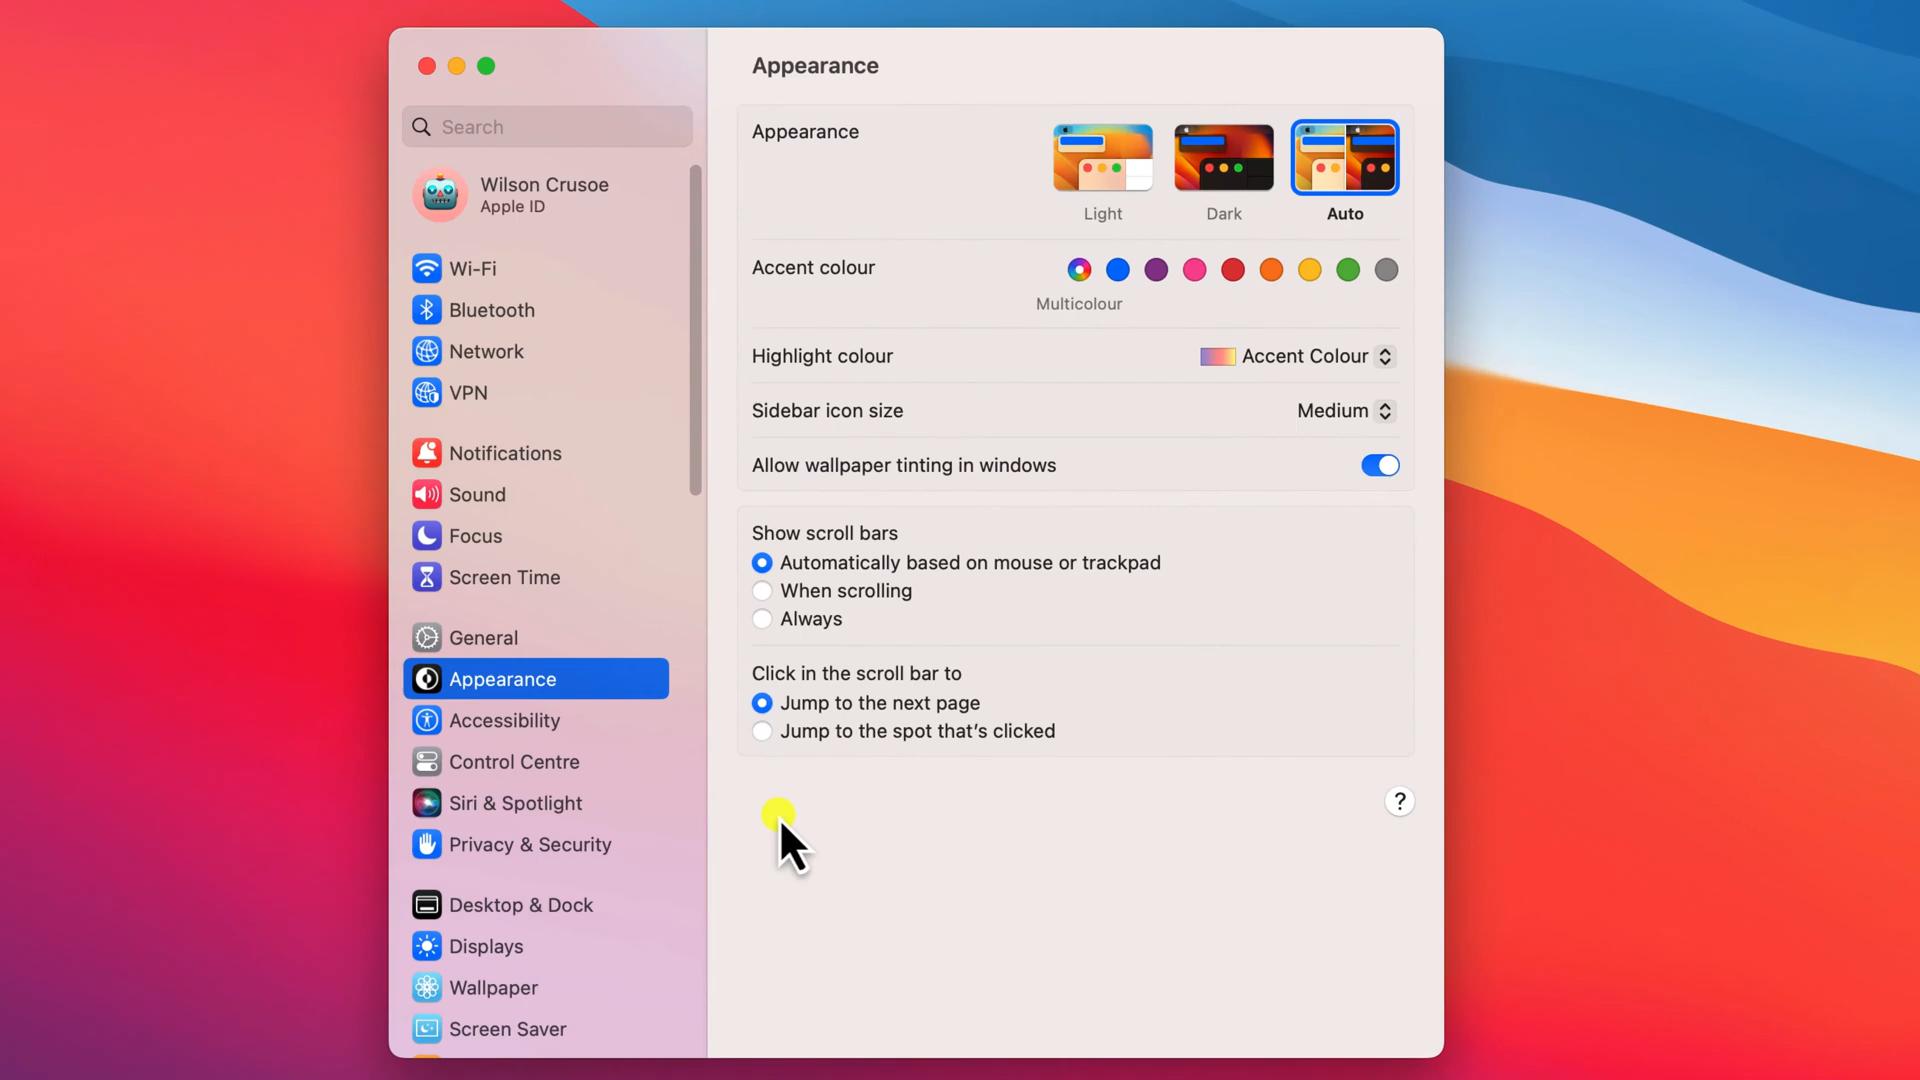 Search
Wilson Crusoe
Apple ID
Wi-Fi
Bluetooth
Network
VPN
Notifications
Sound
Focus
Screen Time
General
Appearance
Accessibility
Control Centre
Siri & Spotlight
Privacy & Security
Desktop & Dock
Displays
Wallpaper
Screen Saver
Appearance
Appearance
Light
Dark
Auto
Accent colour
Multicolour
Highlight colour
Accent Colour
Sidebar icon size
Medium
Allow wallpaper tinting in windows
Show scroll bars
Automatically based on mouse or trackpad
When scrolling
Always
Click in the scroll bar to
Jump to the next page
Jump to the spot that's clicked
?